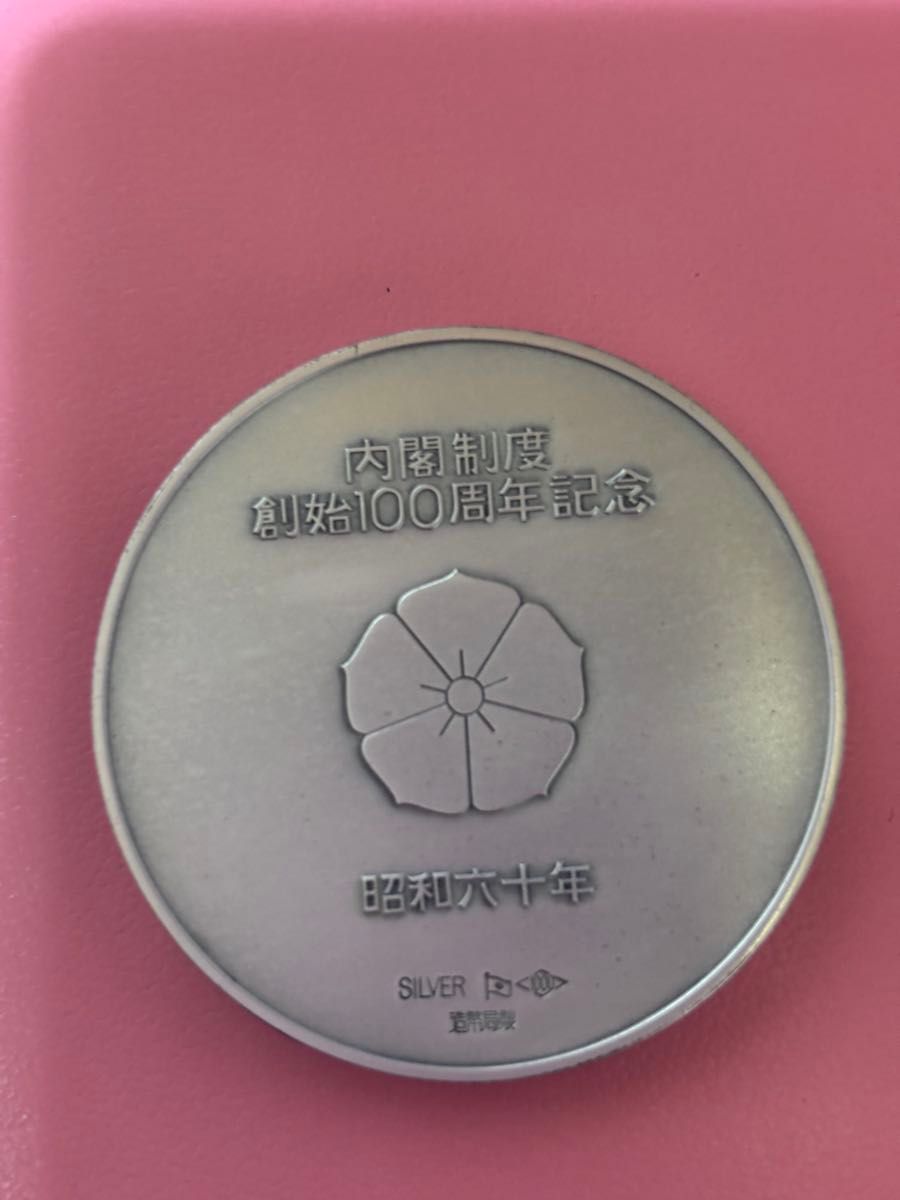 内閣制度
創始100周年記念
昭和六十年
SILVER 1000
造幣局製